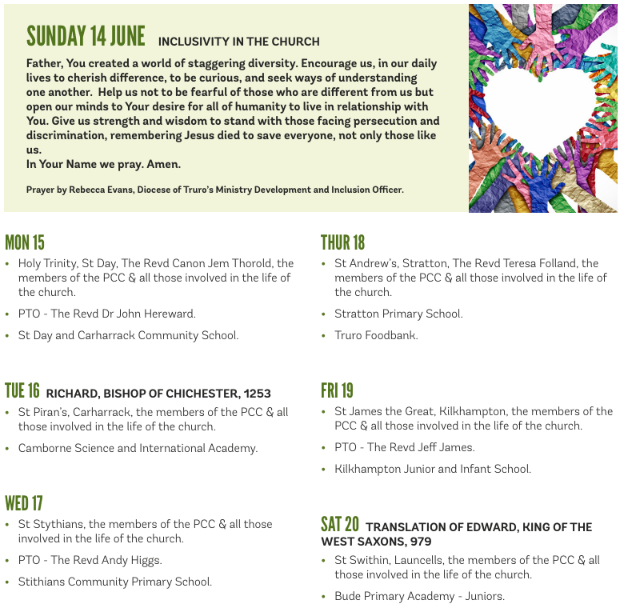 SUNDAY 14 JUNE INCLUSIVITY IN THE CHURCH
Father, You created a world of staggering diversity. Encourage us, in our daily
lives to cherish difference, to be curious, and seek ways of understanding
one another. Help us not to be fearful of those who are different from us but
open our minds to Your desire for all of humanity to live in relationship with
You. Give us strength and wisdom to stand with those facing persecution and
discrimination, remembering Jesus died to save everyone, not only those like
us.
In Your Name we pray. Amen.
Prayer by Rebecca Evans, Diocese of Truro's Ministry Development and Inclusion Officer.
MON 15
• Holy Trinity, St Day, The Revd Canon Jem Thorold, the
members of the PCC & all those involved in the life of
the church.
• PTO - The Revd Dr John Hereward.
• St Day and Carharrack Community School.
TUE 16 RICHARD, BISHOP OF CHICHESTER, 1253
• St Piran's, Carharrack, the members of the PCC & all
those involved in the life of the church.
• Camborne Science and International Academy.
WED 17
• St Stythians, the members of the PCC & all those
involved in the life of the church.
• PTO - The Revd Andy Higgs.
• Stithians Community Primary School.
THUR 18
• St Andrew's, Stratton, The Revd Teresa Folland, the
members of the PCC & all those involved in the life of
the church.
• Stratton Primary School.
• Truro Foodbank.
FRI 19
• St James the Great, Kilkhampton, the members of the
PCC & all those involved in the life of the church.
• PTO - The Revd Jeff James.
• Kilkhampton Junior and Infant School.
SAT 20 TRANSLATION OF EDWARD, KING OF THE
WEST SAXONS, 979
• St Swithin, Launcells, the members of the PCC & all
those involved in the life of the church.
• Bude Primary Academy - Juniors.